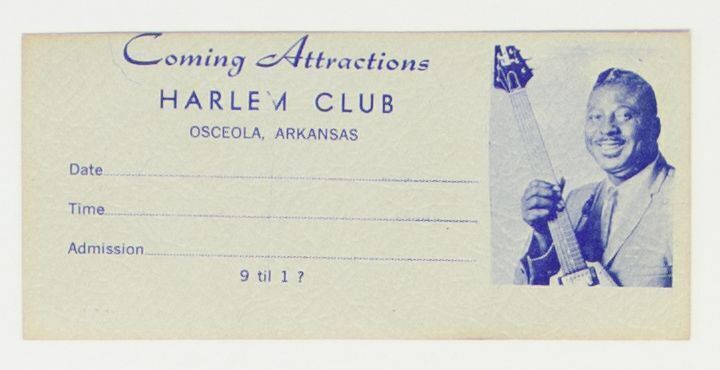 Coming Attractions
HARLEM CLUB
OSCEOLA, ARKANSAS
Date
Time
Admission
9 til 1 ?